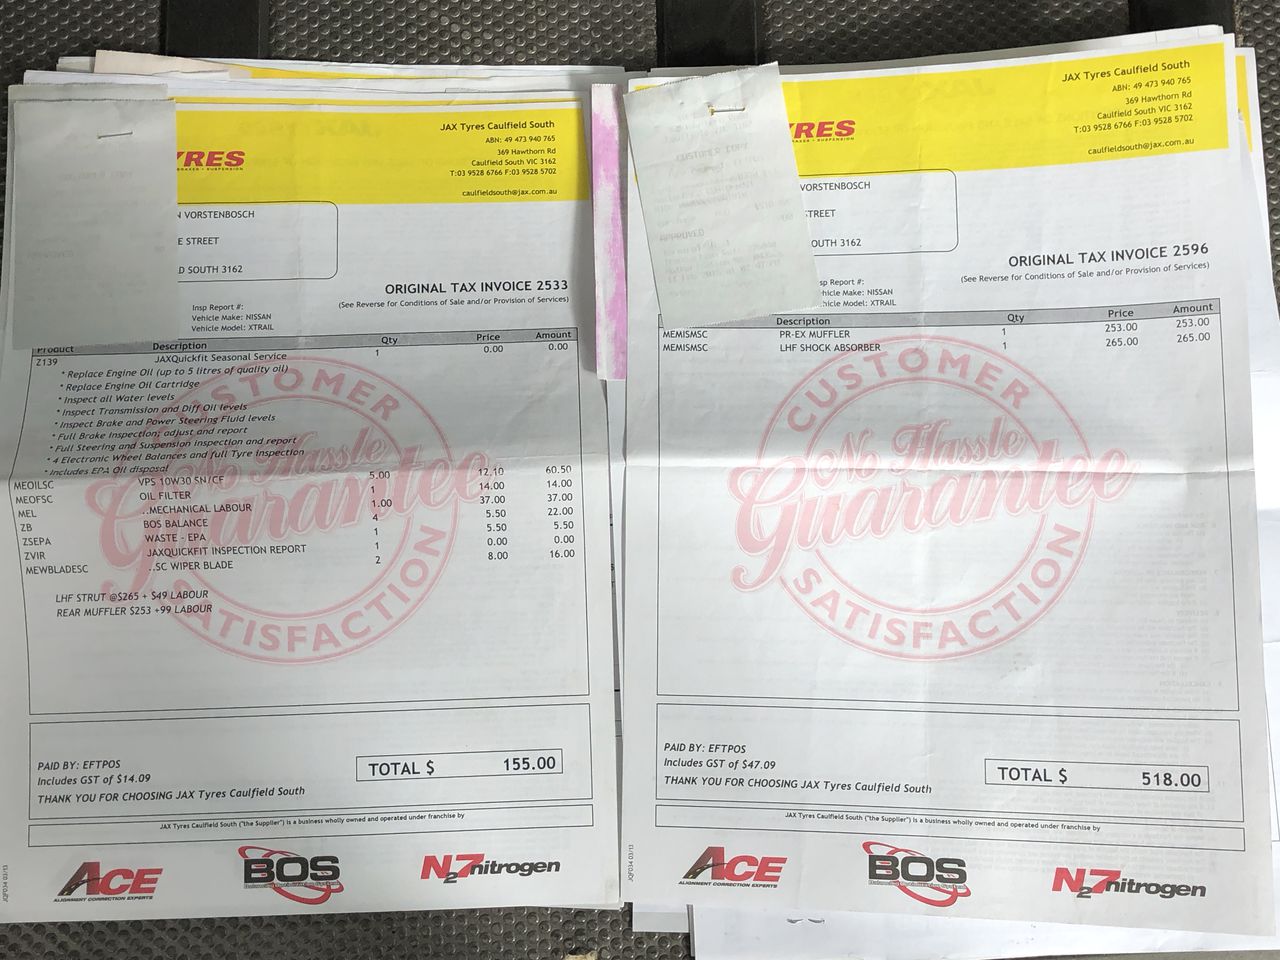 JAX Tyres Caulfield South
ABN: 49 473 940 765
369 Hawthorn Rd
Caulfield South VIC 3162
T:03 9528 6766 F:03 9528 5702
caulfieldsouth@jax.com.au
YRES
N VORSTENBOSCH
E STREET
D SOUTH 3162
ORIGINAL TAX INVOICE 2533
(See Reverse for Conditions of Sale and/or Provision of Services)
Insp Report #:
Vehicle Make: NISSAN
Vehicle Model: XTRAIL
Product Description Qty Price Amount
Z139 JAXQuickfit Seasonal Service 1 0.00 0.00
* Replace Engine Oil (up to 5 litres of quality oil)
* Replace Engine Oil Cartridge
* Inspect all Water levels
* Inspect Transmission and Diff Oil levels
* Inspect Brake and Power Steering Fluid levels
* Full Brake Inspection; adjust and report
* Full Steering and Suspension inspection and report
* 4 Electronic Wheel Balances and full Tyre inspection
* Includes EPA Oil disposal
MEOILSC VPS 10W30 SN/CF 5.00 12.10 60.50
MEOFSC OIL FILTER 1 14.00 14.00
MEL ..MECHANICAL LABOUR 1.00 37.00 37.00
ZB BOS BALANCE 4 5.50 22.00
ZSEPA WASTE - EPA 1 5.50 5.50
ZVIR JAXQUICKFIT INSPECTION REPORT 1 0.00 0.00
MEWBLADESC ..SC WIPER BLADE 2 8.00 16.00
LHF STRUT @$265 + $49 LABOUR
REAR MUFFLER $253 +99 LABOUR
CUSTOMER
No Hassle
Guarantee
SATISFACTION
PAID BY: EFTPOS
Includes GST of $14.09
THANK YOU FOR CHOOSING JAX Tyres Caulfield South
TOTAL $ 155.00
JAX Tyres Caulfield South ("the Supplier") is a business wholly owned and operated under franchise by
JQF034 03/13
ACE
ALIGNMENT CORRECTION EXPERTS
BOS
N2 nitrogen
JAX Tyres Caulfield South
ABN: 49 473 940 765
369 Hawthorn Rd
Caulfield South VIC 3162
T:03 9528 6766 F:03 9528 5702
caulfieldsouth@jax.com.au
YRES
VORSTENBOSCH
STREET
OUTH 3162
ORIGINAL TAX INVOICE 2596
(See Reverse for Conditions of Sale and/or Provision of Services)
sp Report #:
hicle Make: NISSAN
hicle Model: XTRAIL
Description Qty Price Amount
MEMISMSC PR-EX MUFFLER 1 253.00 253.00
MEMISMSC LHF SHOCK ABSORBER 1 265.00 265.00
CUSTOMER
No Hassle
Guarantee
SATISFACTION
PAID BY: EFTPOS
Includes GST of $47.09
THANK YOU FOR CHOOSING JAX Tyres Caulfield South
TOTAL $ 518.00
JAX Tyres Caulfield South ("the Supplier") is a business wholly owned and operated under franchise by
JQF034 03/13
ACE
ALIGNMENT CORRECTION EXPERTS
BOS
N2 nitrogen